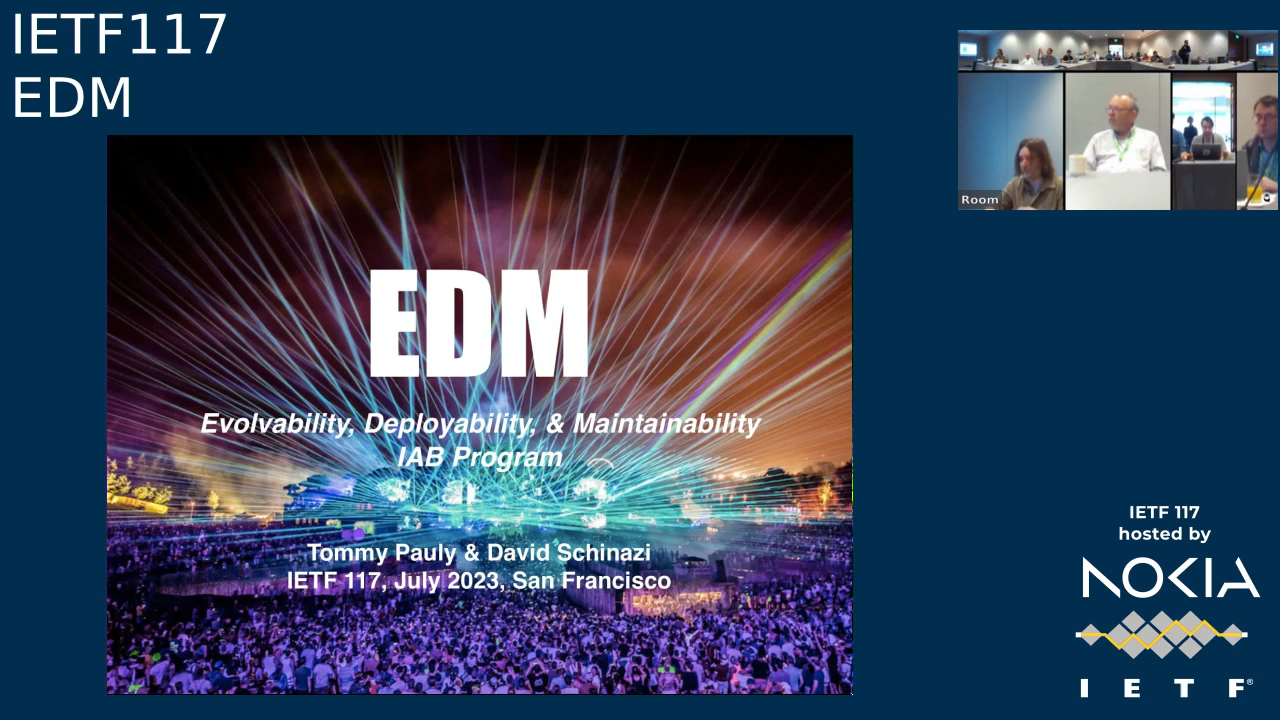 IETF117
EDM
Room
EDM
Evolvability, Deployability, & Maintainability
IAB Program
Tommy Pauly & David Schinazi
IETF 117, July 2023, San Francisco
IETF 117
hosted by
NOKIA
I E T F®